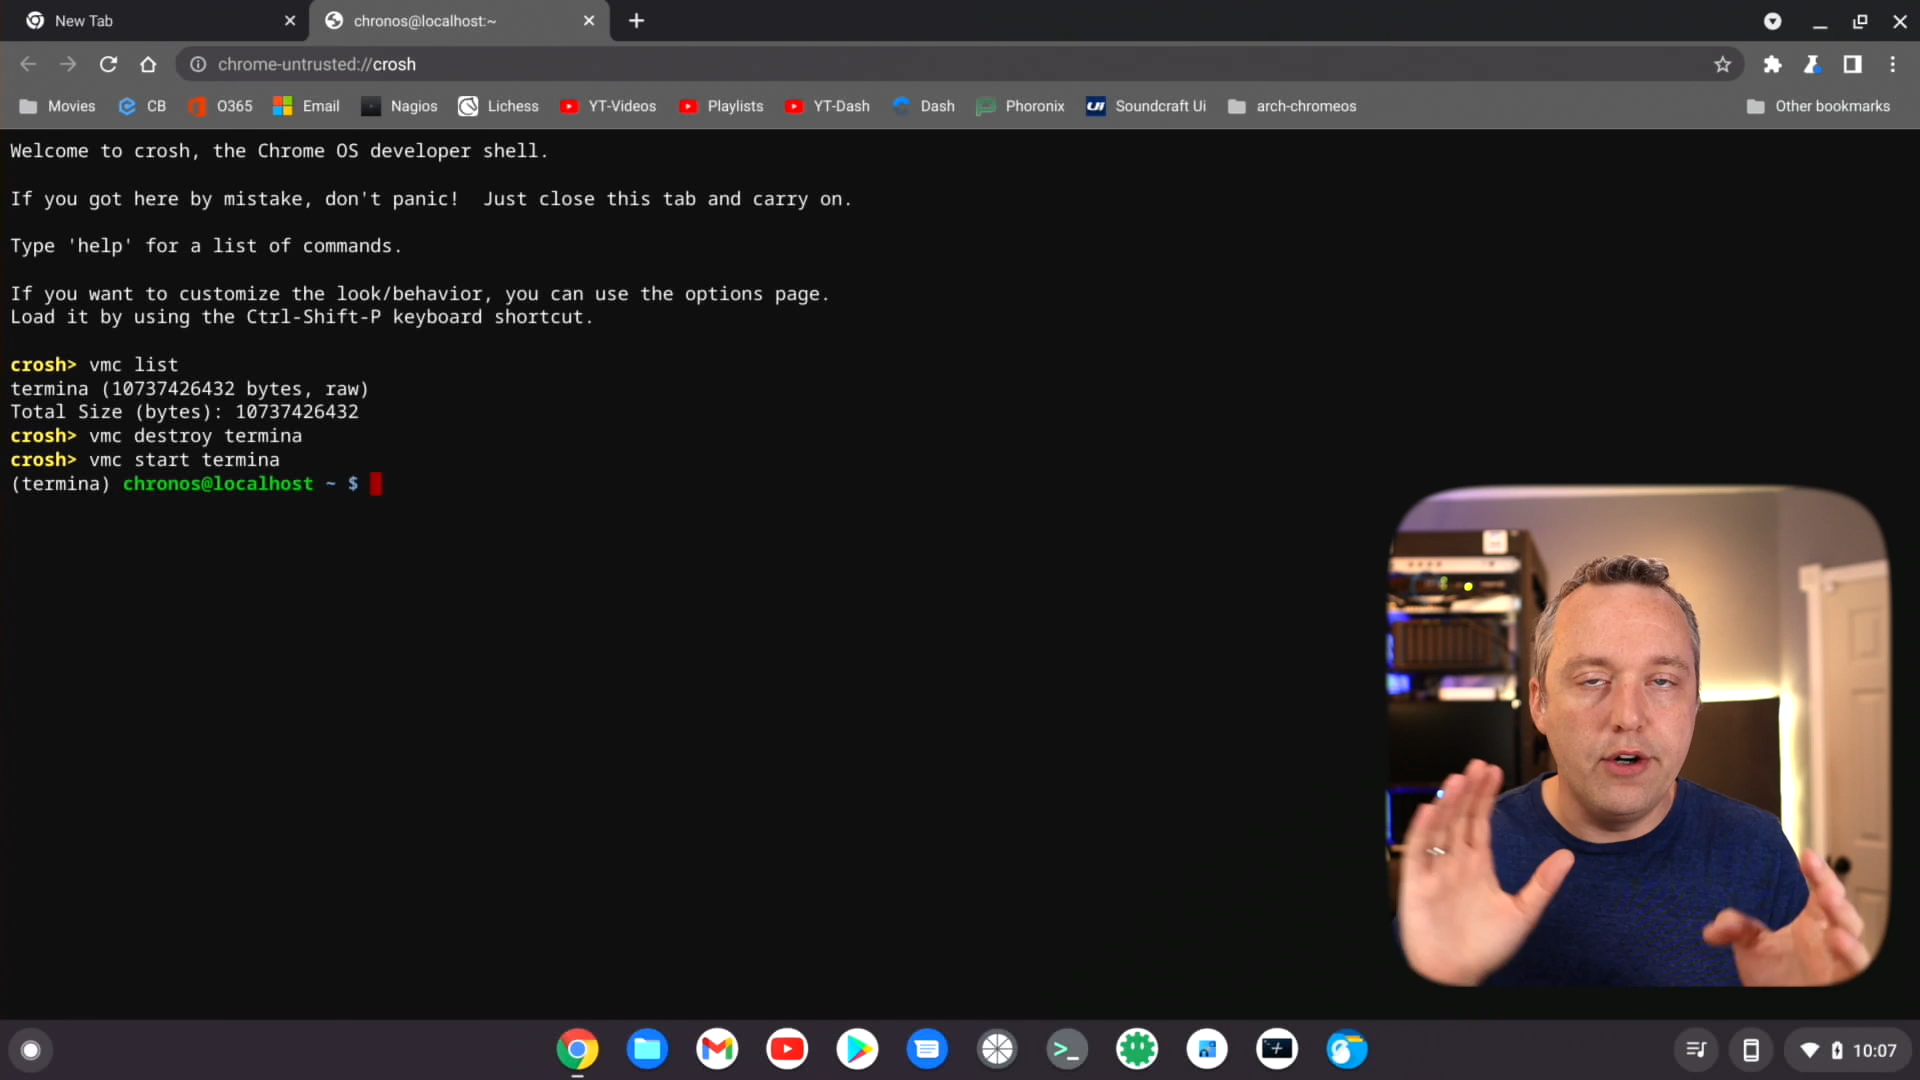 New Tab
chronos@localhost:~
chrome-untrusted://crosh
Movies CB O365 Email Nagios Lichess YT-Videos Playlists YT-Dash Dash Phoronix Soundcraft Ui arch-chromeos Other bookmarks
Welcome to crosh, the Chrome OS developer shell.
If you got here by mistake, don't panic!  Just close this tab and carry on.
Type 'help' for a list of commands.
If you want to customize the look/behavior, you can use the options page.
Load it by using the Ctrl-Shift-P keyboard shortcut.
crosh> vmc list
termina (10737426432 bytes, raw)
Total Size (bytes): 10737426432
crosh> vmc destroy termina
crosh> vmc start termina
(termina) chronos@localhost ~ $
10:07